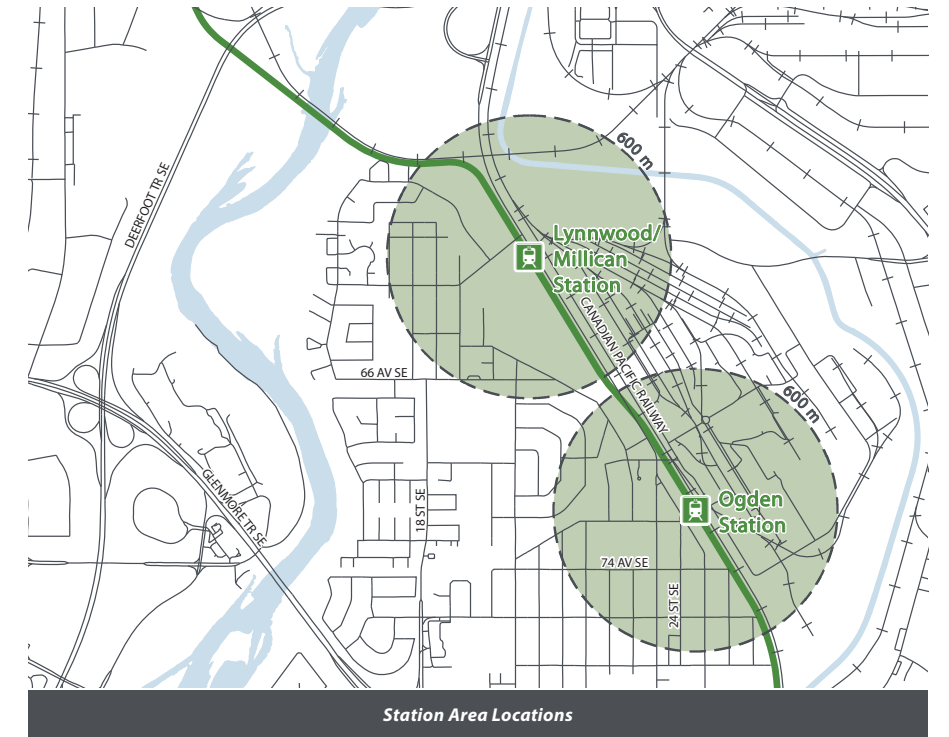 600 m
DEERFOOT TR SE
Lynnwood/
Millican
Station
CANADIAN PACIFIC RAILWAY
66 AV SE
600 m
GLENMORE TR SE
18 ST SE
Ogden
Station
74 AV SE
24 ST SE
Station Area Locations